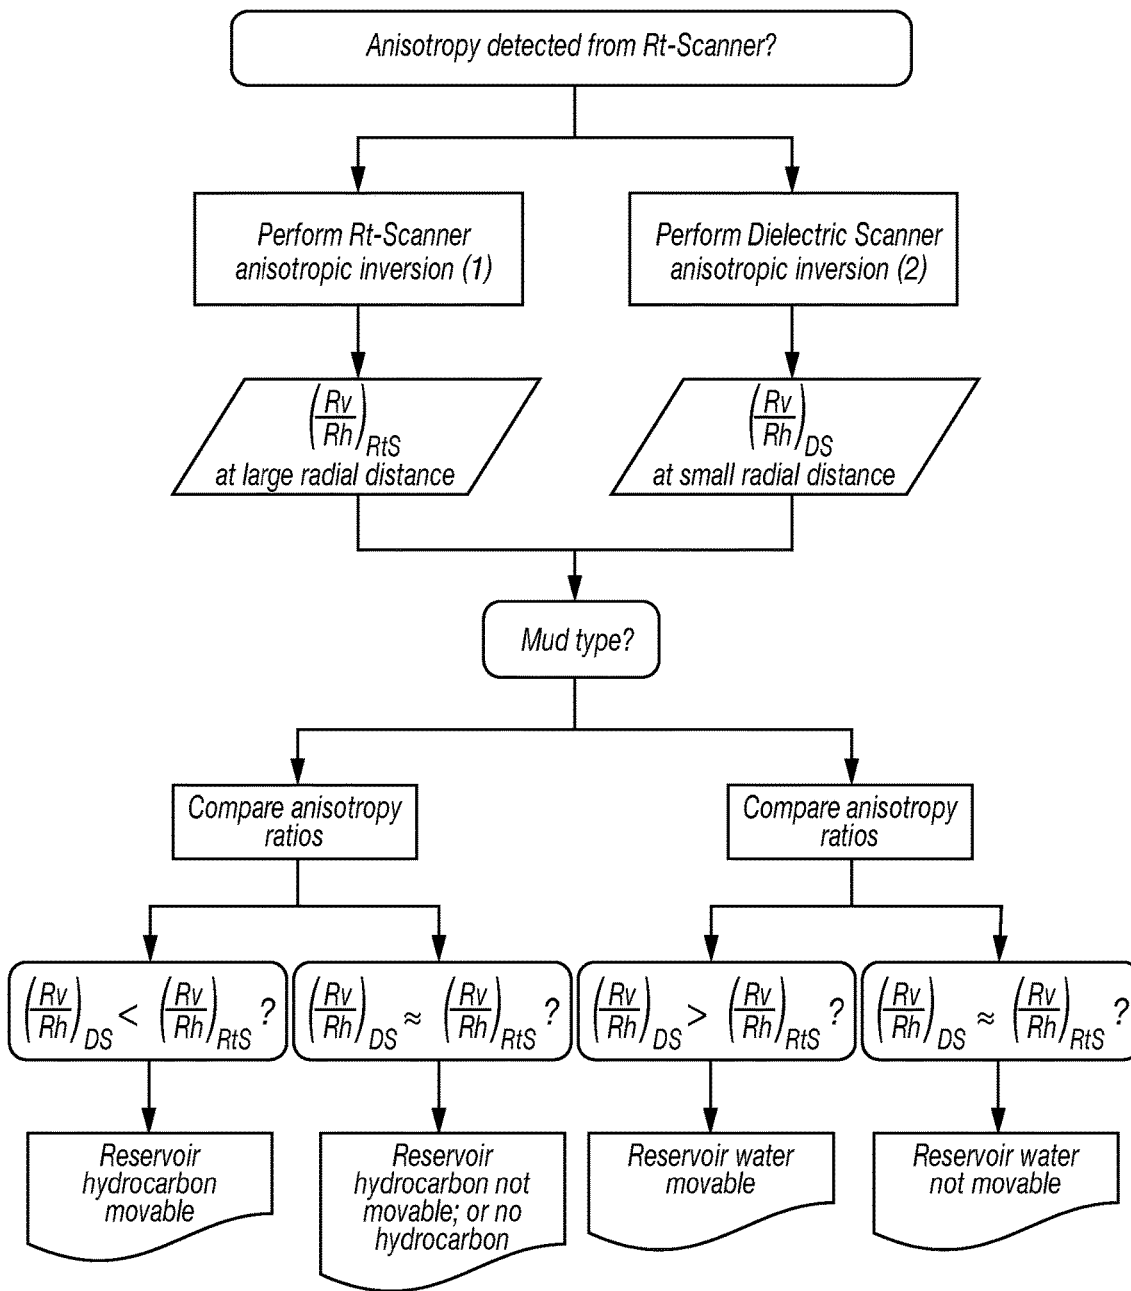 Anisotropy detected from Rt-Scanner?
Perform Rt-Scanner
anisotropic inversion (1)
Perform Dielectric Scanner
anisotropic inversion (2)
(Rv/Rh)RtS
at large radial distance
(Rv/Rh)DS
at small radial distance
Mud type?
Compare anisotropy
ratios
Compare anisotropy
ratios
(Rv/Rh)DS < (Rv/Rh)RtS ?
(Rv/Rh)DS ≈ (Rv/Rh)RtS ?
(Rv/Rh)DS > (Rv/Rh)RtS ?
(Rv/Rh)DS ≈ (Rv/Rh)RtS ?
Reservoir
hydrocarbon
movable
Reservoir
hydrocarbon not
movable; or no
hydrocarbon
Reservoir water
movable
Reservoir water
not movable